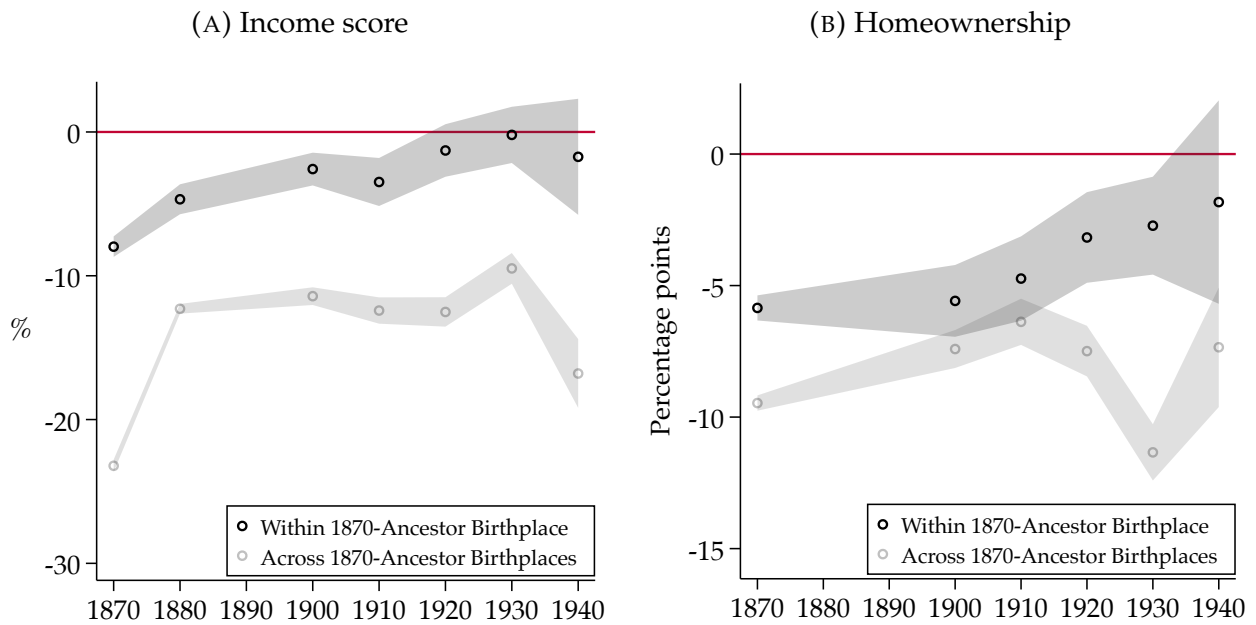 (A) Income score
%
0
-10
-20
-30
1870 1880 1890 1900 1910 1920 1930 1940
Within 1870-Ancestor Birthplace
Across 1870-Ancestor Birthplaces
(B) Homeownership
Percentage points
0
-5
-10
-15
1870 1880 1890 1900 1910 1920 1930 1940
Within 1870-Ancestor Birthplace
Across 1870-Ancestor Birthplaces